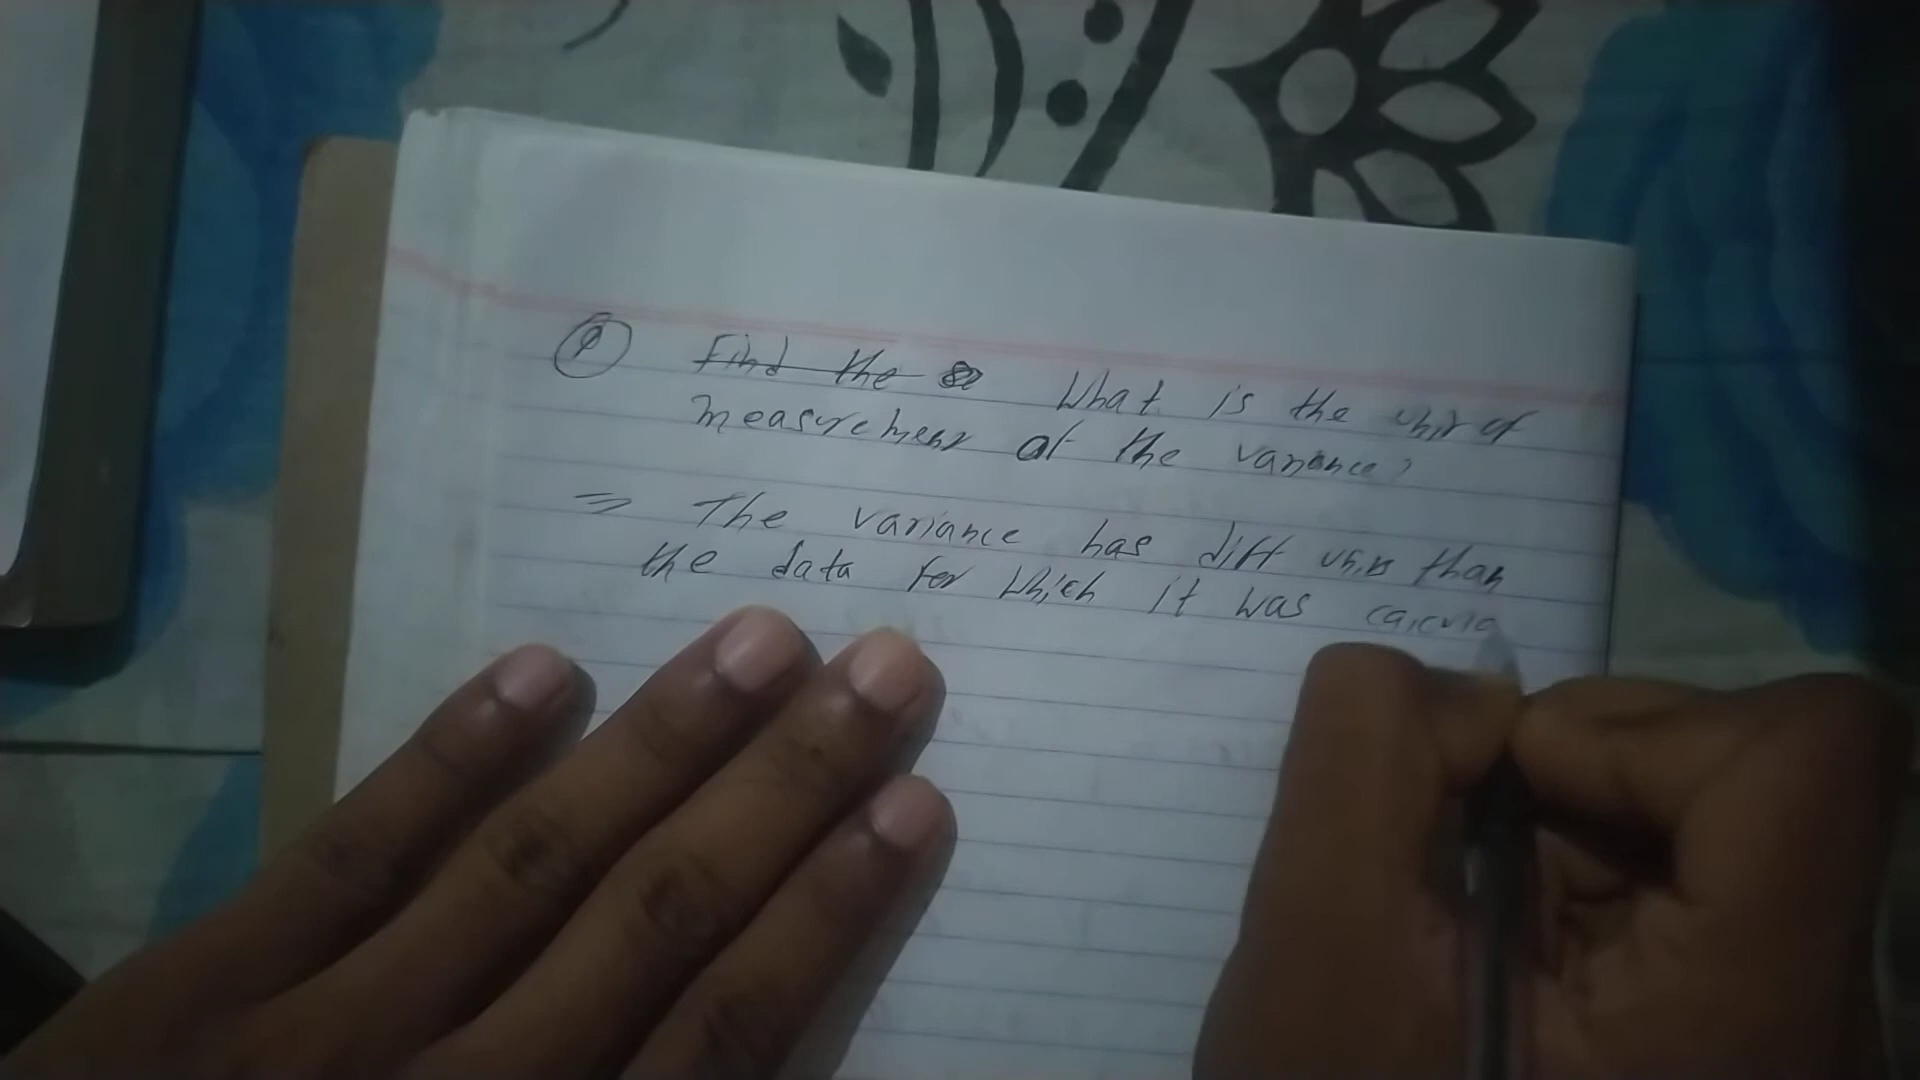 Find the What is the unit of
measurement of the variance?
⇒ The variance has diff units than
the data for which it was calcula